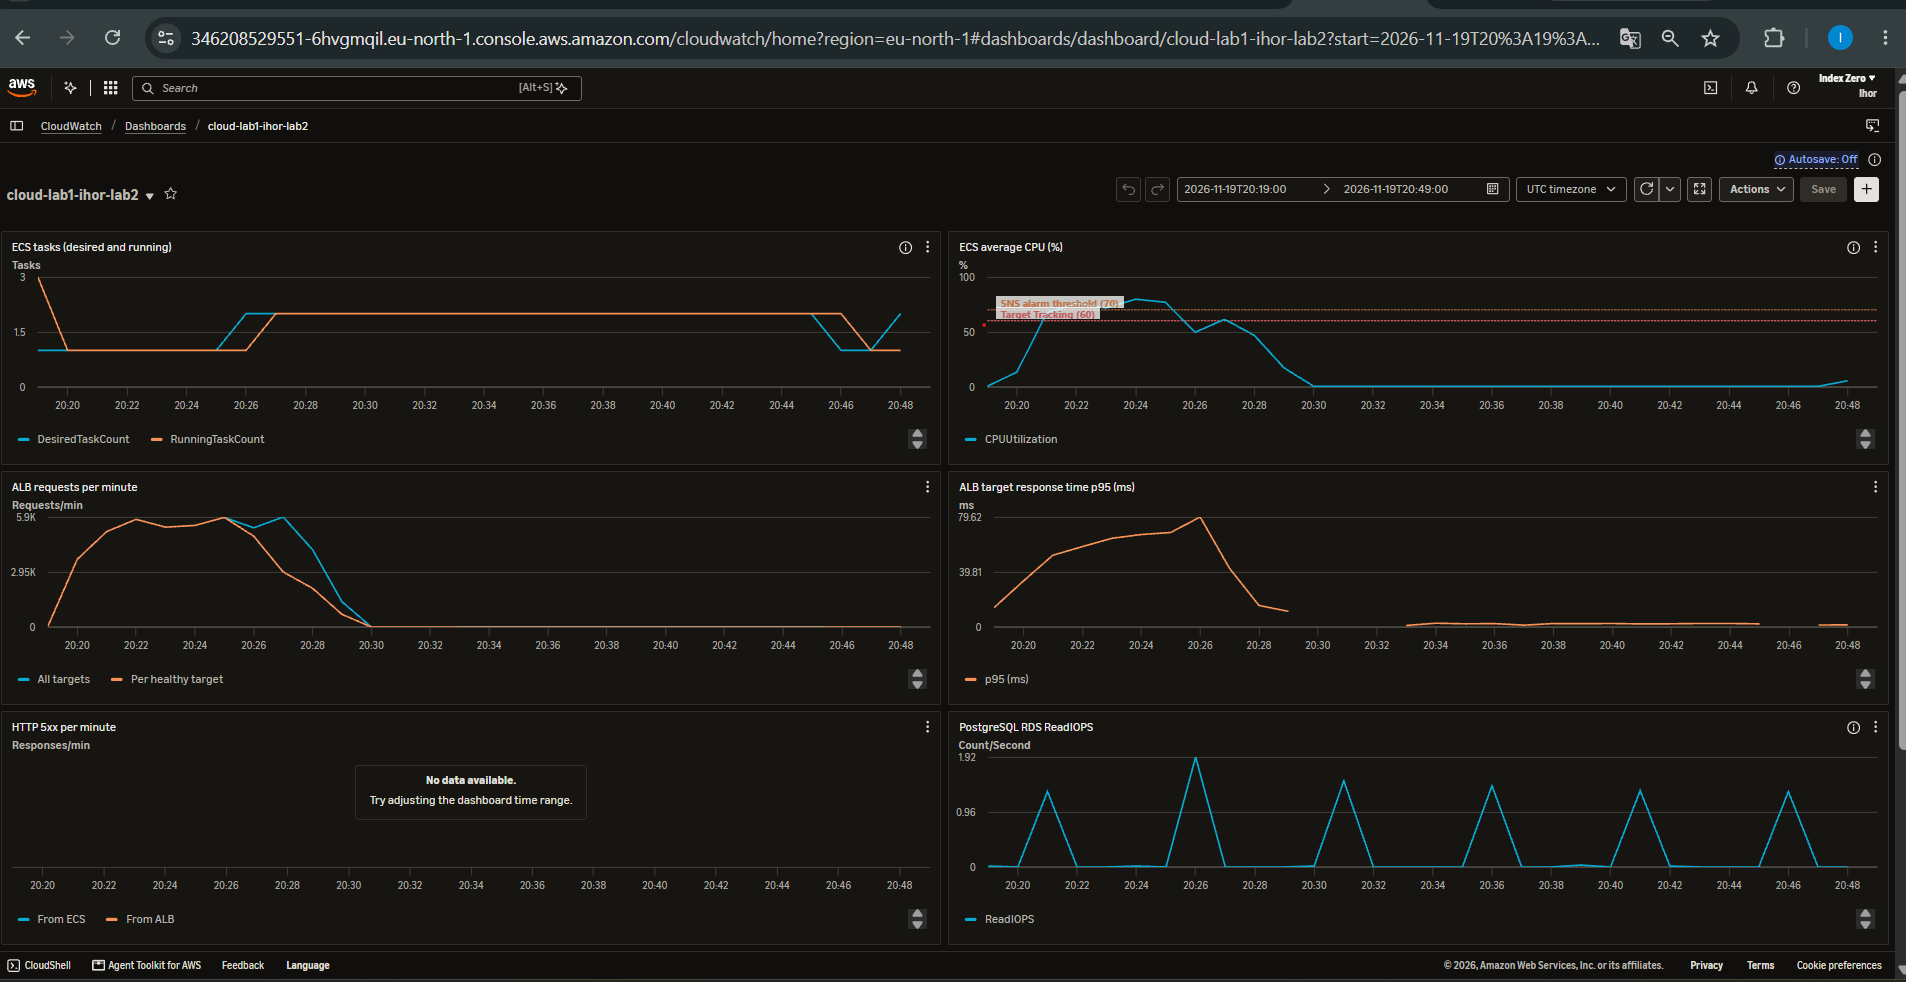 346208529551-6hvgmqil.eu-north-1.console.aws.amazon.com/cloudwatch/home?region=eu-north-1#dashboards/dashboard/cloud-lab1-ihor-lab2?start=2026-11-19T20%3A19%3A...
I
aws
Search [Alt+S]
Index Zero ▼
Ihor
CloudWatch / Dashboards / cloud-lab1-ihor-lab2
Autosave: Off
cloud-lab1-ihor-lab2
2026-11-19T20:19:00 > 2026-11-19T20:49:00
UTC timezone
Actions
Save
+
ECS tasks (desired and running)
Tasks
3
1.5
0
20:20 20:22 20:24 20:26 20:28 20:30 20:32 20:34 20:36 20:38 20:40 20:42 20:44 20:46 20:48
DesiredTaskCount RunningTaskCount
ECS average CPU (%)
%
100
SNS alarm threshold (70)
Target Tracking (60)
50
0
20:20 20:22 20:24 20:26 20:28 20:30 20:32 20:34 20:36 20:38 20:40 20:42 20:44 20:46 20:48
CPUUtilization
ALB requests per minute
Requests/min
5.9K
2.95K
0
20:20 20:22 20:24 20:26 20:28 20:30 20:32 20:34 20:36 20:38 20:40 20:42 20:44 20:46 20:48
All targets Per healthy target
ALB target response time p95 (ms)
ms
79.62
39.81
0
20:20 20:22 20:24 20:26 20:28 20:30 20:32 20:34 20:36 20:38 20:40 20:42 20:44 20:46 20:48
p95 (ms)
HTTP 5xx per minute
Responses/min
No data available.
Try adjusting the dashboard time range.
20:20 20:22 20:24 20:26 20:28 20:30 20:32 20:34 20:36 20:38 20:40 20:42 20:44 20:46 20:48
From ECS From ALB
PostgreSQL RDS ReadIOPS
Count/Second
1.92
0.96
0
20:20 20:22 20:24 20:26 20:28 20:30 20:32 20:34 20:36 20:38 20:40 20:42 20:44 20:46 20:48
ReadIOPS
CloudShell Agent Toolkit for AWS Feedback Language
© 2026, Amazon Web Services, Inc. or its affiliates. Privacy Terms Cookie preferences